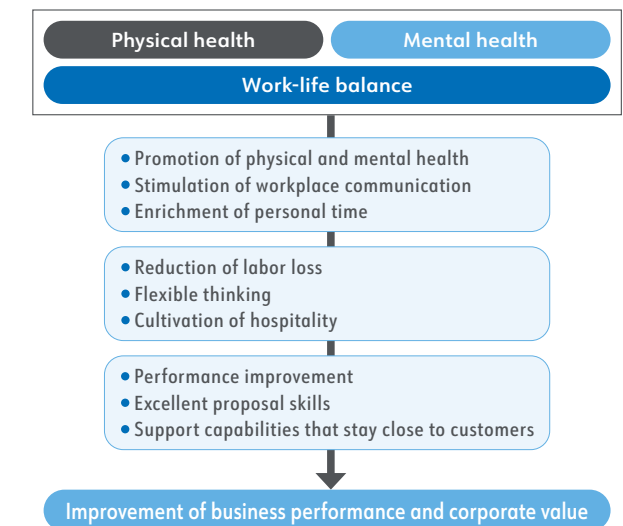 Physical health
Mental health
Work-life balance
• Promotion of physical and mental health
• Stimulation of workplace communication
• Enrichment of personal time
• Reduction of labor loss
• Flexible thinking
• Cultivation of hospitality
• Performance improvement
• Excellent proposal skills
• Support capabilities that stay close to customers
Improvement of business performance and corporate value